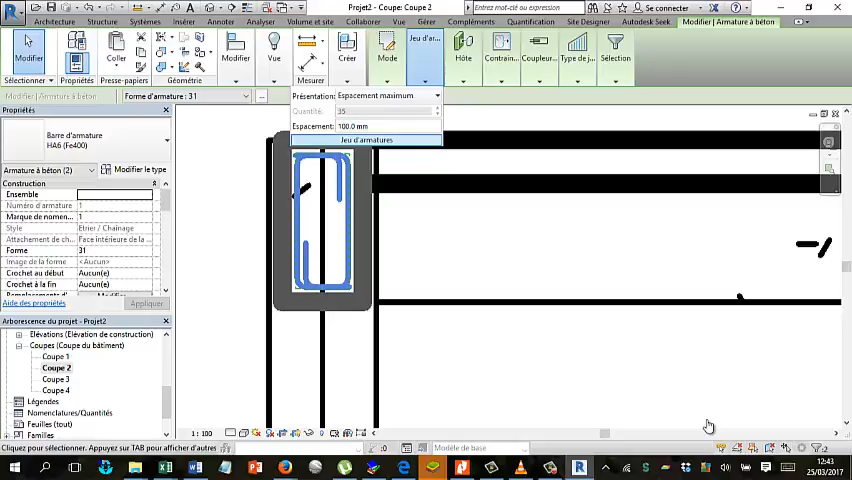 Projet2 - Coupe: Coupe 2
Entrez mot-clé ou expression
Se connecter
Architecture Structure Systèmes Insérer Annoter Analyser Volume et site Collaborer Vue Gérer Compléments Quantification Site Designer Autodesk Seek Modifier | Armature à béton
Modifier Propriétés Coller Modifier Vue Créer Mode Jeu d'ar... Hôte Contrain... Coupleur... Type de j... Sélection
Sélectionner Propriétés Presse-papiers Géométrie Mesurer
Modifier | Armature à béton Forme d'armature : 31 ...
Présentation: Espacement maximum
Quantité: 35
Espacement: 100.0 mm
Jeu d'armatures
Propriétés
Barre d'armature
HA6 (Fe400)
Armature à béton (2) Modifier le type
Construction
Ensemble
Numéro d'armature 1
Marque de nomen... 1
Style Etrier / Chainage
Attachement de ch... Face intérieure de la ...
Forme 31
Image de la forme <Aucun>
Crochet au début Aucun(e)
Crochet à la fin Aucun(e)
Aide des propriétés Appliquer
Arborescence du projet - Projet2
Elévations (Elévation de construction)
Coupes (Coupe du bâtiment)
Coupe 1
Coupe 2
Coupe 3
Coupe 4
Légendes
Nomenclatures/Quantités
Feuilles (tout)
Familles
1 : 100
Cliquez pour sélectionner. Appuyez sur TAB pour afficher d'autres
:0 Modèle de base
:2
12:43
25/03/2017